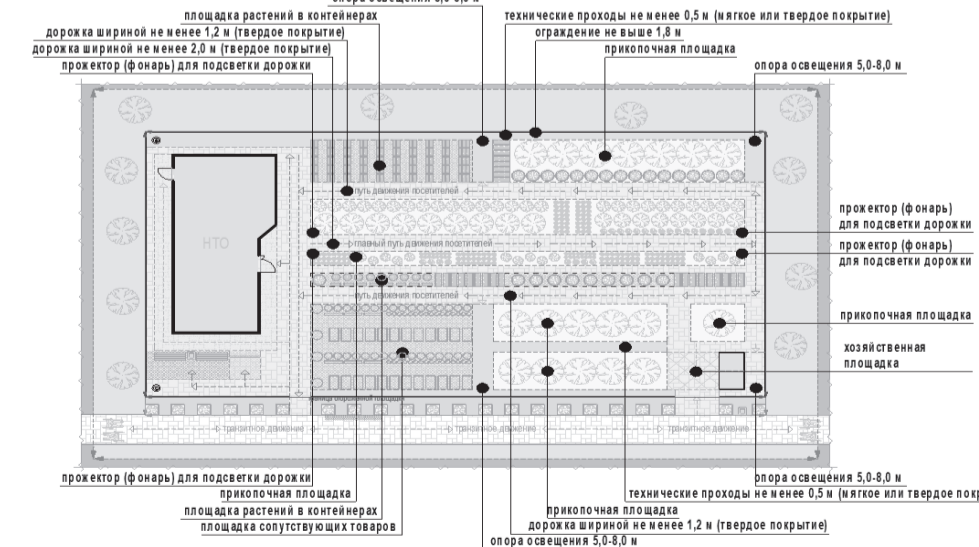 опора освещения 5,0-8,0 м
площадка растений в контейнерах
технические проходы не менее 0,5 м (мягкое или твердое покрытие)
дорожка шириной не менее 1,2 м (твердое покрытие)
ограждение не выше 1,8 м
дорожка шириной не менее 2,0 м (твердое покрытие)
прикопочная площадка
прожектор (фонарь) для подсветки дорожки
опора освещения 5,0-8,0 м
путь движения посетителей
прожектор (фонарь)
для подсветки дорожки
НТО
главный путь движения посетителей
прожектор (фонарь)
для подсветки дорожки
путь движения посетителей
прикопочная площадка
хозяйственная
площадка
транзитное движение
транзитное движение
транзитное движение
прожектор (фонарь) для подсветки дорожки
опора освещения 5,0-8,0 м
прикопочная площадка
технические проходы не менее 0,5 м (мягкое или твердое
площадка растений в контейнерах
прикопочная площадка
площадка сопутствующих товаров
дорожка шириной не менее 1,2 м (твердое покрытие)
опора освещения 5,0-8,0 м